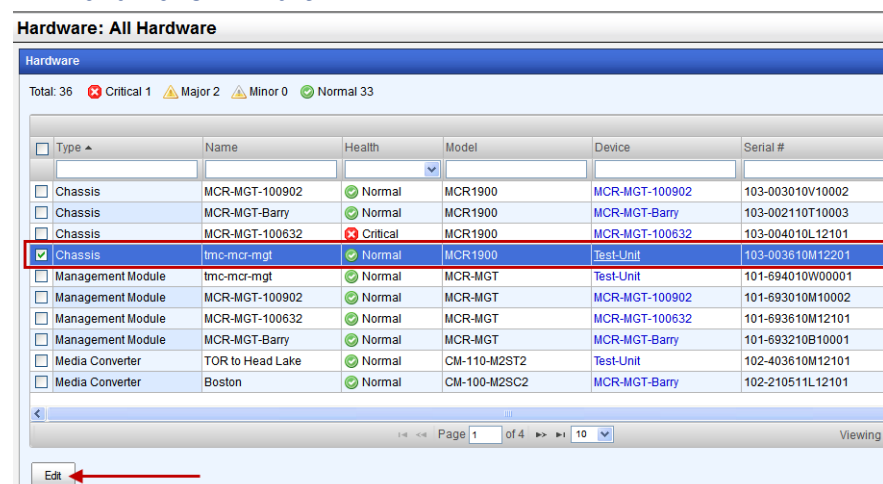 Hardware: All Hardware
Hardware
Total: 36 Critical 1 Major 2 Minor 0 Normal 33
Type Name Health Model Device Serial #
Chassis MCR-MGT-100902 Normal MCR1900 MCR-MGT-100902 103-003010V10002
Chassis MCR-MGT-Barry Normal MCR1900 MCR-MGT-Barry 103-002110T10003
Chassis MCR-MGT-100632 Critical MCR1900 MCR-MGT-100632 103-004010L12101
Chassis tmc-mcr-mgt Normal MCR1900 Test-Unit 103-003610M12201
Management Module tmc-mcr-mgt Normal MCR-MGT Test-Unit 101-694010W00001
Management Module MCR-MGT-100902 Normal MCR-MGT MCR-MGT-100902 101-693010M10002
Management Module MCR-MGT-100632 Normal MCR-MGT MCR-MGT-100632 101-693610M12101
Management Module MCR-MGT-Barry Normal MCR-MGT MCR-MGT-Barry 101-693210B10001
Media Converter TOR to Head Lake Normal CM-110-M2ST2 Test-Unit 102-403610M12101
Media Converter Boston Normal CM-100-M2SC2 MCR-MGT-Barry 102-210511L12101
Page 1 of 4 10 Viewing
Edit